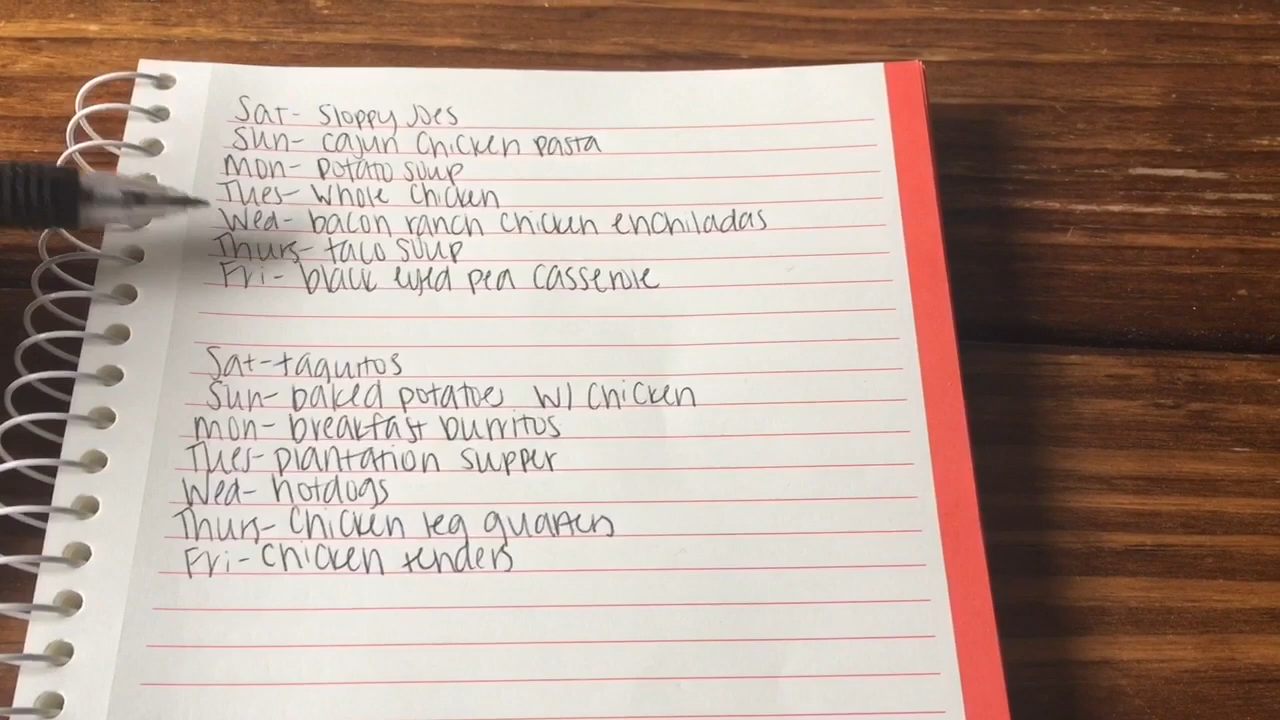 Sat- Sloppy Joes
Sun- cajun chicken pasta
Mon- potato soup
Tues- whole chicken
Wed- bacon ranch chicken enchiladas
Thurs- taco soup
Fri- black eyed pea casserole
Sat- taquitos
Sun- baked potatoes w/ chicken
Mon- breakfast burritos
Tues- plantation supper
Wed- hotdogs
Thurs- chicken leg quarters
Fri- chicken tenders